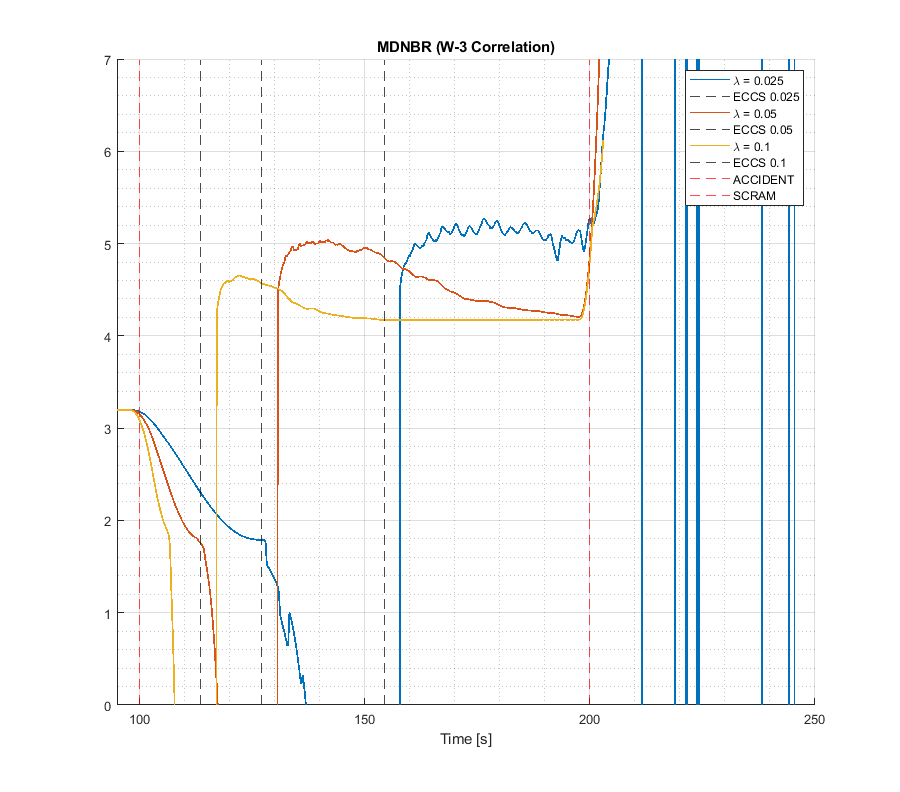 MDNBR (W-3 Correlation)
7
6
5
4
3
2
1
0
λ = 0.025
ECCS 0.025
λ = 0.05
ECCS 0.05
λ = 0.1
ECCS 0.1
ACCIDENT
SCRAM
100 150 200 250
Time [s]